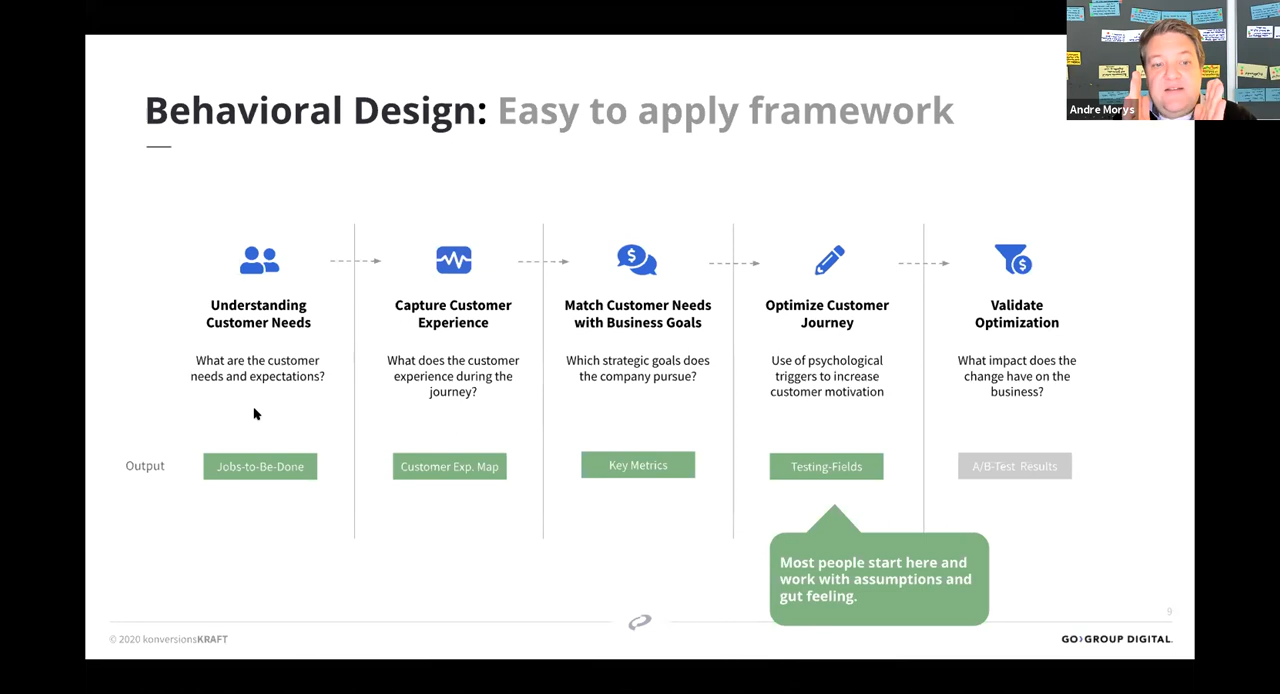 Behavioral Design: Easy to apply framework
Andre Morys
Understanding
Customer Needs
What are the customer
needs and expectations?
Capture Customer
Experience
What does the customer
experience during the
journey?
Match Customer Needs
with Business Goals
Which strategic goals does
the company pursue?
Optimize Customer
Journey
Use of psychological
triggers to increase
customer motivation
Validate
Optimization
What impact does the
change have on the
business?
Output
Jobs-to-Be-Done
Customer Exp. Map
Key Metrics
Testing-Fields
A/B-Test Results
Most people start here and
work with assumptions and
gut feeling.
9
© 2020 konversionsKRAFT
GO>GROUP DIGITAL.